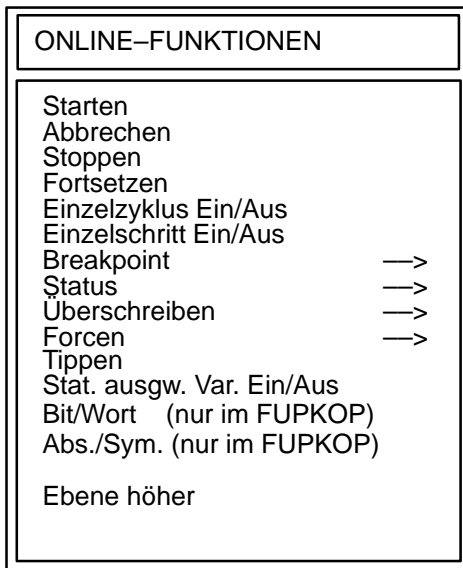 ONLINE–FUNKTIONEN
Starten
Abbrechen
Stoppen
Fortsetzen
Einzelzyklus Ein/Aus
Einzelschritt Ein/Aus
Breakpoint ––>
Status ––>
Überschreiben ––>
Forcen ––>
Tippen
Stat. ausgw. Var. Ein/Aus
Bit/Wort (nur im FUPKOP)
Abs./Sym. (nur im FUPKOP)
Ebene höher